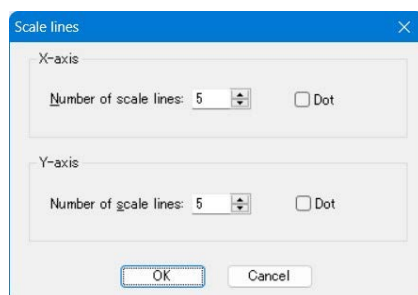 Scale lines
X-axis
Number of scale lines: 5 Dot
Y-axis
Number of scale lines: 5 Dot
OK Cancel